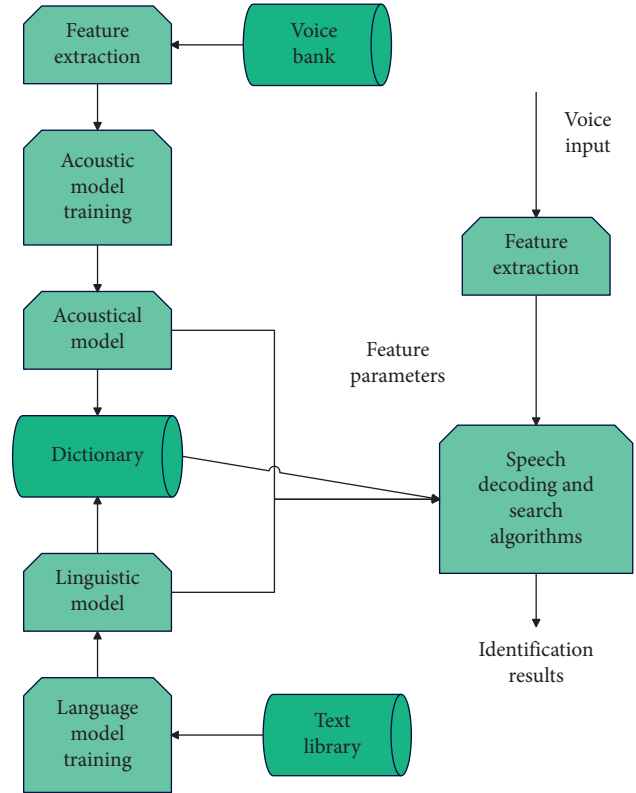 Feature
extraction
Voice
bank
Voice
input
Acoustic
model
training
Feature
extraction
Acoustical
model
Feature
parameters
Dictionary
Speech
decoding and
search
algorithms
Linguistic
model
Identification
results
Language
model
training
Text
library